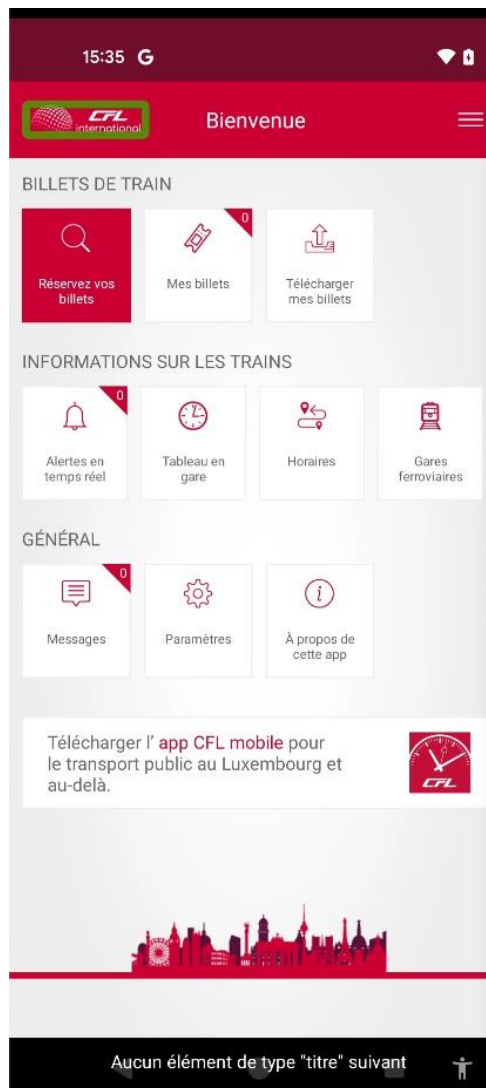 15:35 G
CFL
international
Bienvenue
BILLETS DE TRAIN
Réservez vos
billets
0
Mes billets
Télécharger
mes billets
INFORMATIONS SUR LES TRAINS
0
Alertes en
temps réel
Tableau en
gare
Horaires
Gares
ferroviaires
GÉNÉRAL
0
Messages
Paramètres
i
À propos de
cette app
Télécharger l' app CFL mobile pour
le transport public au Luxembourg et
au-delà.
CFL
Aucun élément de type "titre" suivant